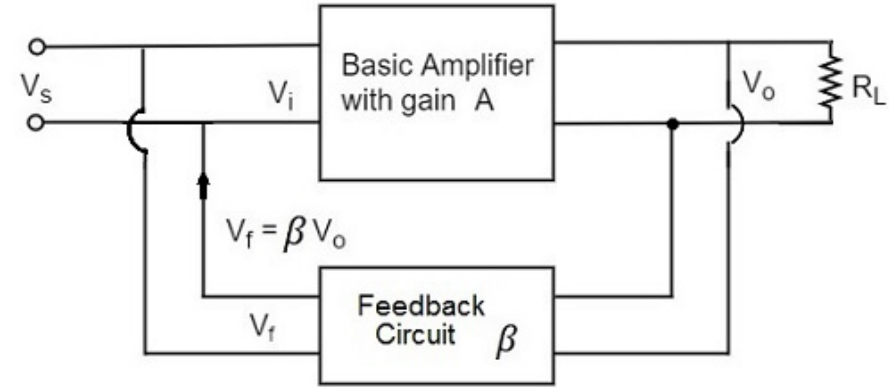 Basic Amplifier
with gain A
Vs
Vi
Vo
RL
Vf = β Vo
Feedback
Circuit β
Vf